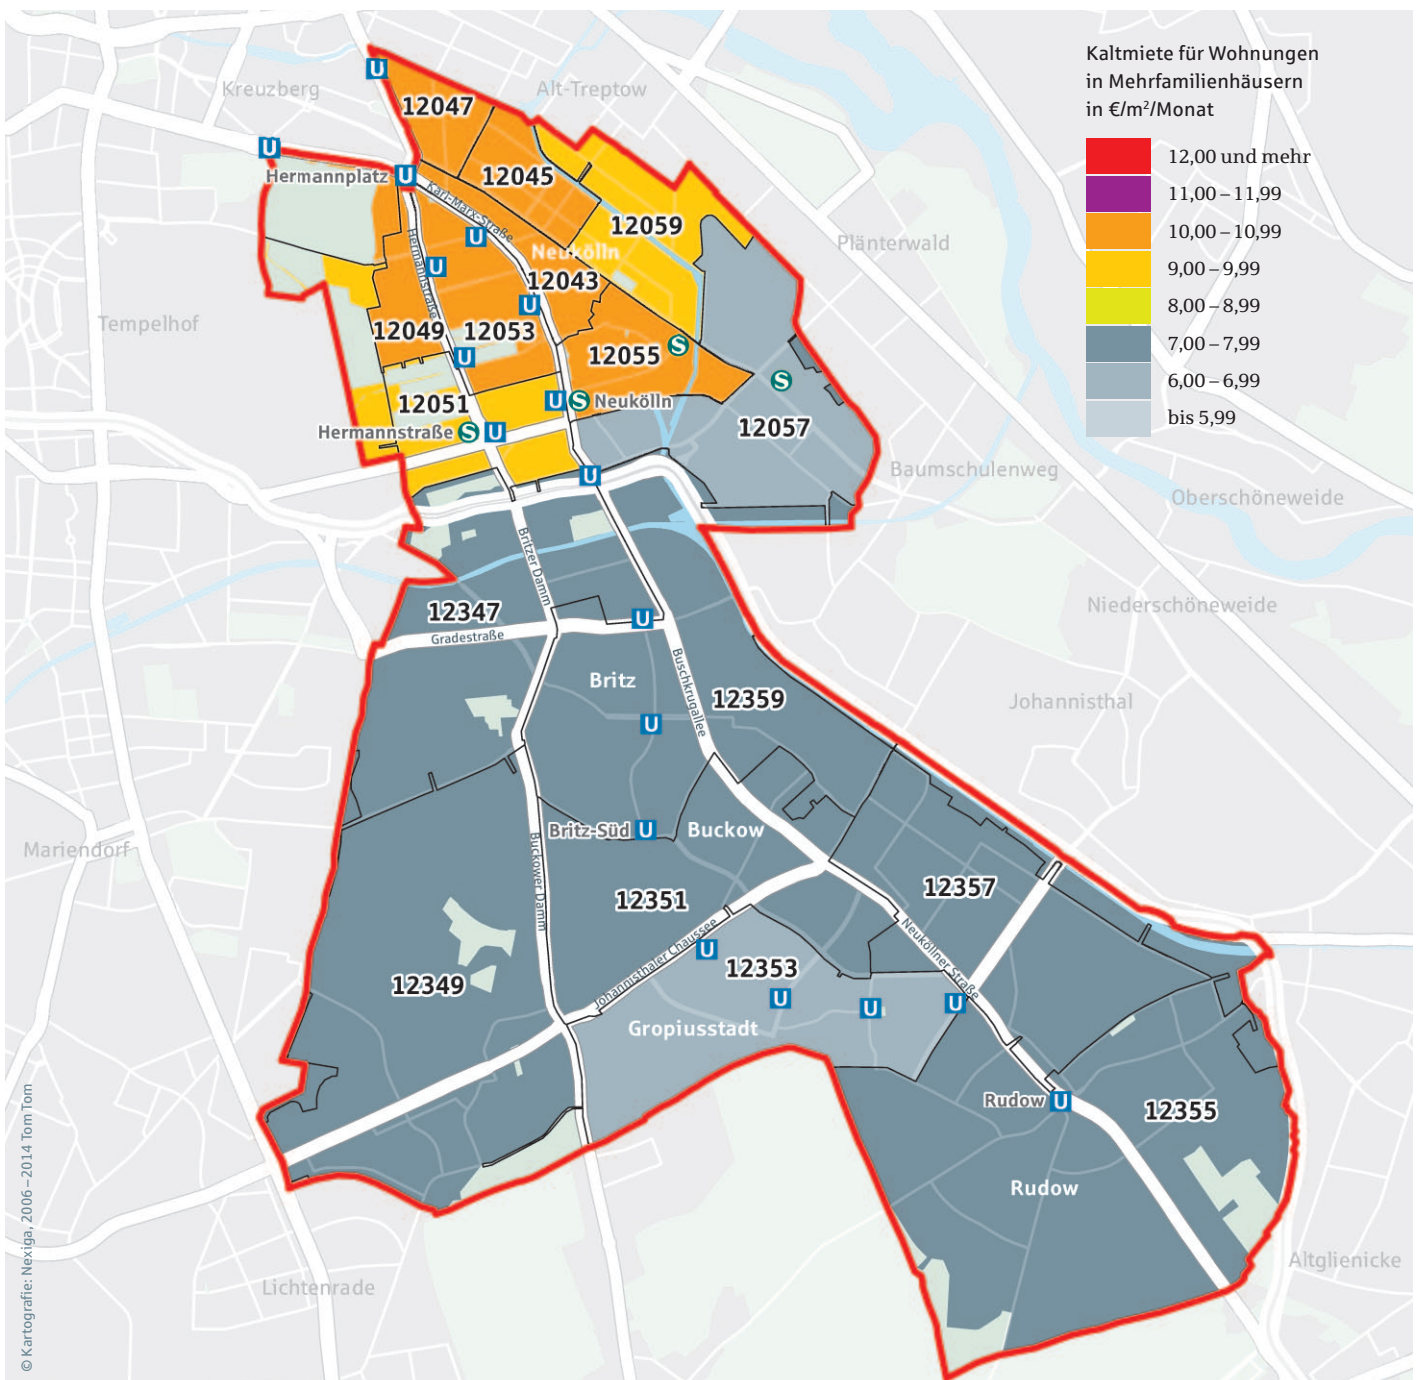 Kaltmiete für Wohnungen
in Mehrfamilienhäusern
in €/m²/Monat
12,00 und mehr
11,00 – 11,99
10,00 – 10,99
9,00 – 9,99
8,00 – 8,99
7,00 – 7,99
6,00 – 6,99
bis 5,99
U
Kreuzberg
Alt-Treptow
12047
U
Hermannplatz
U
12045
Karl-Marx-Straße
12059
U
Neukölln
Plänterwald
Hermannstraße
U
12043
U
Tempelhof
12049
12053
U
12055
S
S
12051
U
S
Neukölln
12057
Hermannstraße
S
U
U
Baumschulenweg
Oberschöneweide
Britzer Damm
12347
U
Gradestraße
Niederschöneweide
Britz
Buschkrugallee
12359
Johannisthal
U
Mariendorf
Britz-Süd
U
Buckow
Buckower Damm
12351
12357
Johannisthaler Chaussee
Neuköllner Straße
U
12353
12349
U
U
U
Gropiusstadt
Rudow
U
12355
Rudow
Altglienicke
Lichtenrade
© Kartografie: Nexiga, 2006 – 2014 Tom Tom